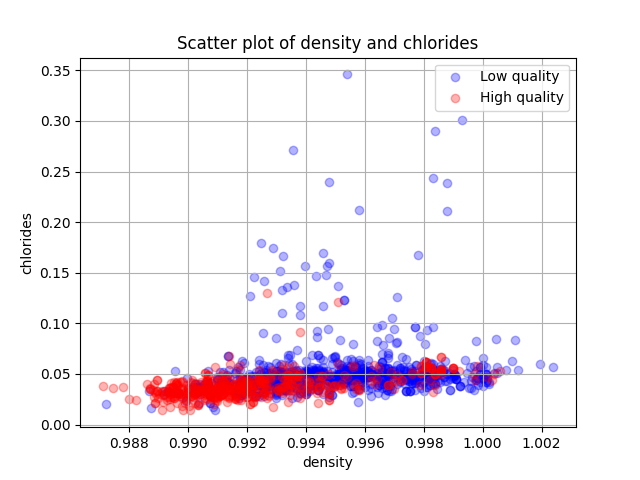 Scatter plot of density and chlorides
Low quality
High quality
0.35
0.30
0.25
0.20
0.15
0.10
0.05
0.00
chlorides
0.988 0.990 0.992 0.994 0.996 0.998 1.000 1.002
density